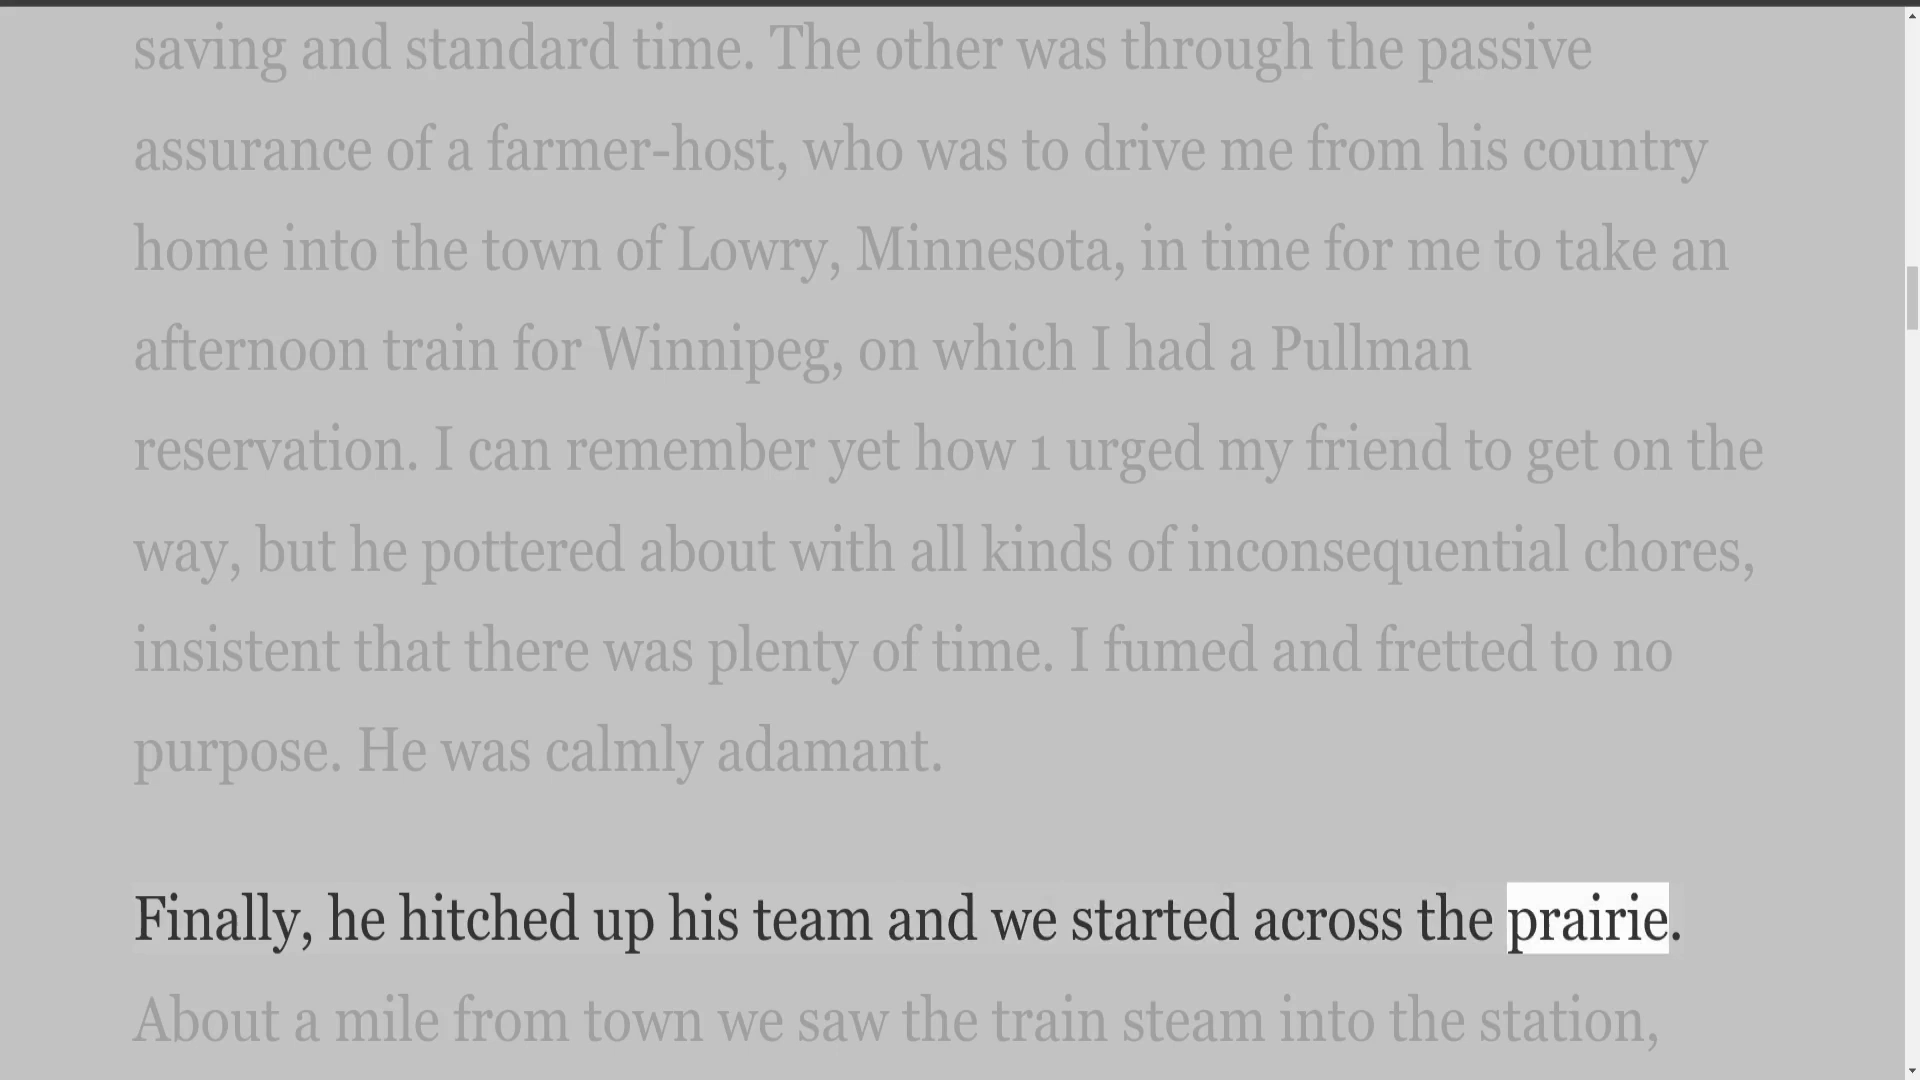 saving and standard time. The other was through the passive
assurance of a farmer-host, who was to drive me from his country
home into the town of Lowry, Minnesota, in time for me to take an
afternoon train for Winnipeg, on which I had a Pullman
reservation. I can remember yet how 1 urged my friend to get on the
way, but he pottered about with all kinds of inconsequential chores,
insistent that there was plenty of time. I fumed and fretted to no
purpose. He was calmly adamant.
Finally, he hitched up his team and we started across the prairie.
About a mile from town we saw the train steam into the station,